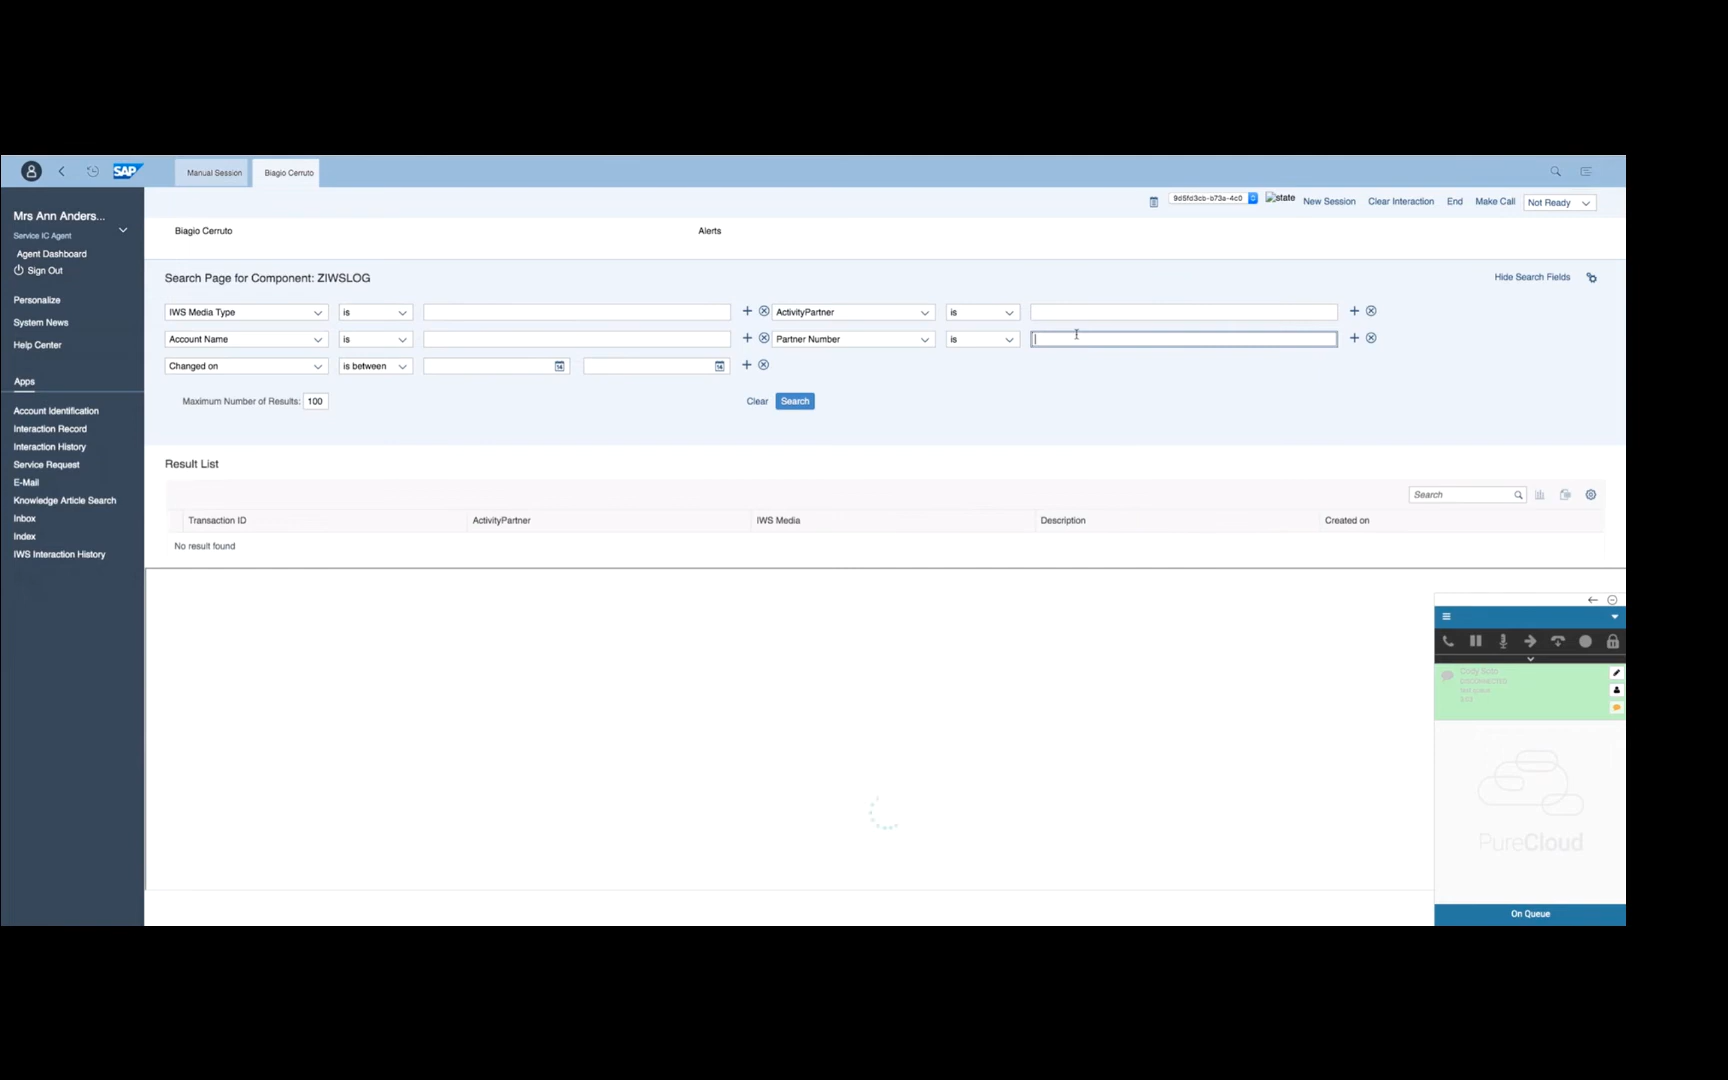 SAP
Manual Session
Biagio Cerruto
Mrs Ann Anders...
Service IC Agent
Agent Dashboard
Sign Out
Personalize
System News
Help Center
Apps
Account Identification
Interaction Record
Interaction History
Service Request
E-Mail
Knowledge Article Search
Inbox
Index
IWS Interaction History
9d5fd3cb-b73a-4c0
state
New Session
Clear Interaction
End
Make Call
Not Ready
Biagio Cerruto
Alerts
Search Page for Component: ZIWSLOG
Hide Search Fields
IWS Media Type is
ActivityPartner is
Account Name is
Partner Number is
Changed on is between 14 14
Maximum Number of Results: 100
Clear Search
Result List
Search
Transaction ID ActivityPartner IWS Media Description Created on
No result found
DISCONNECTED
PureCloud
On Queue